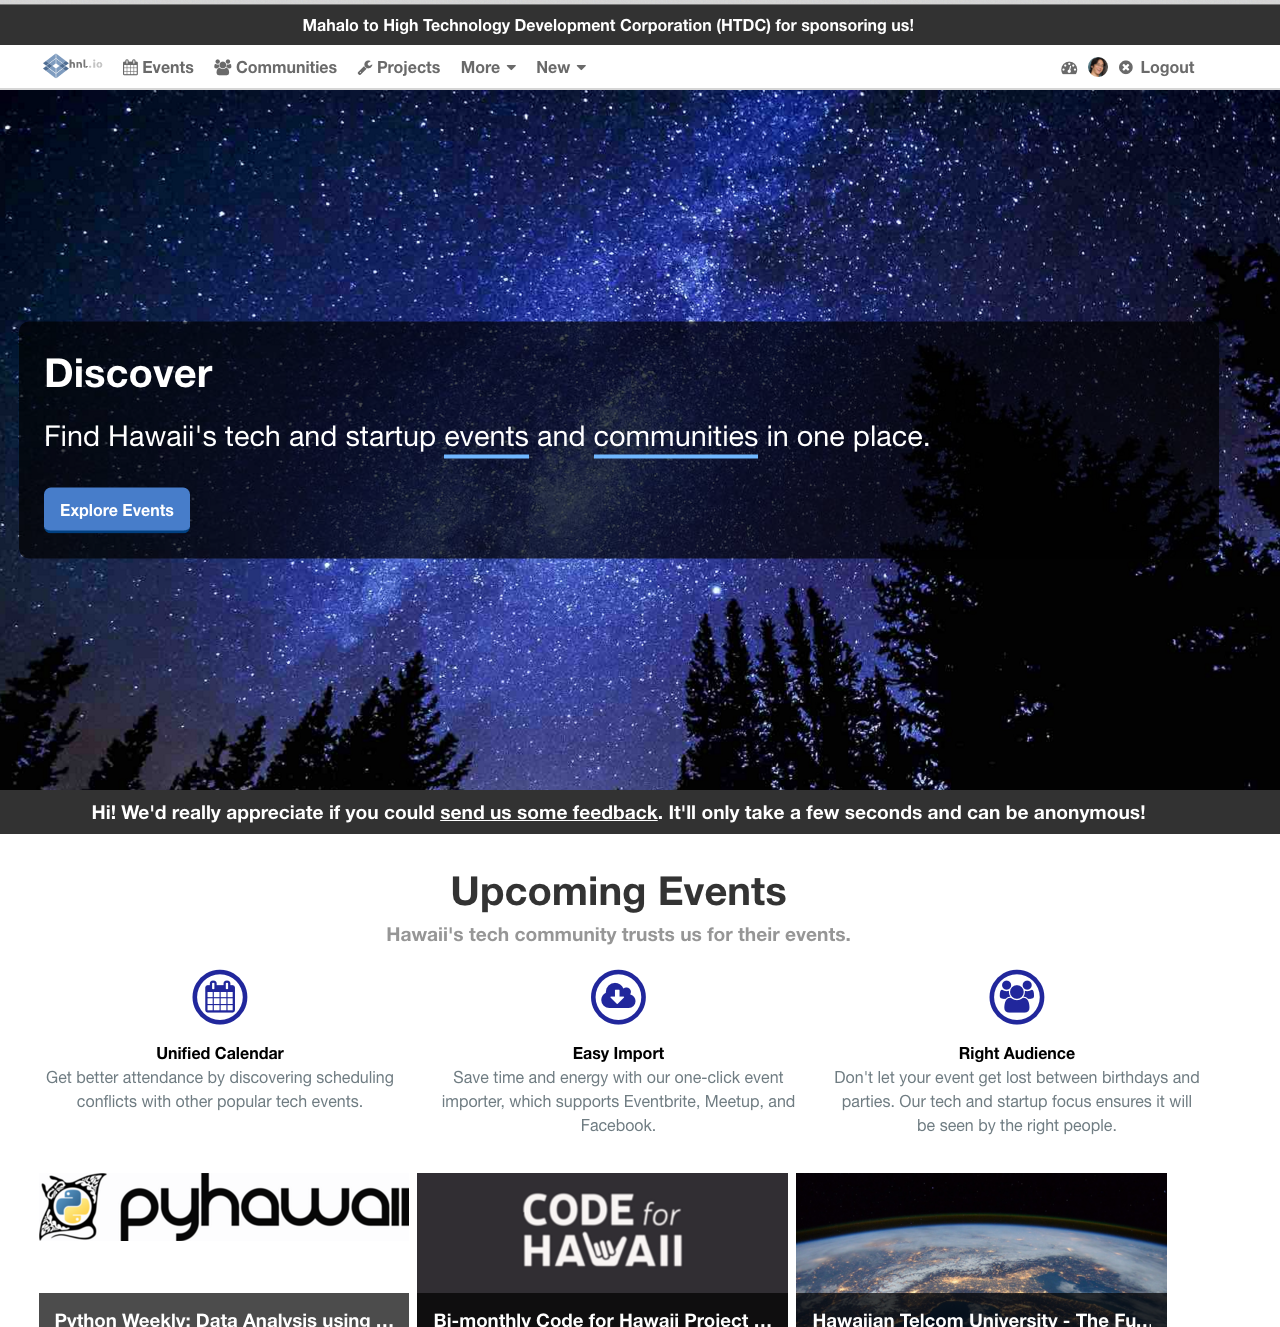 Mahalo to High Technology Development Corporation (HTDC) for sponsoring us!
hnl.io Events Communities Projects More New Logout
Discover
Find Hawaii's tech and startup events and communities in one place.
Explore Events
Hi! We'd really appreciate if you could send us some feedback. It'll only take a few seconds and can be anonymous!
Upcoming Events
Hawaii's tech community trusts us for their events.
Unified Calendar
Get better attendance by discovering scheduling
conflicts with other popular tech events.
Easy Import
Save time and energy with our one-click event
importer, which supports Eventbrite, Meetup, and
Facebook.
Right Audience
Don't let your event get lost between birthdays and
parties. Our tech and startup focus ensures it will
be seen by the right people.
pyhawaii
CODE for
HAWAII
Python Weekly: Data Analysis using ...
Bi-monthly Code for Hawaii Project ...
Hawaiian Telcom University - The Fu...